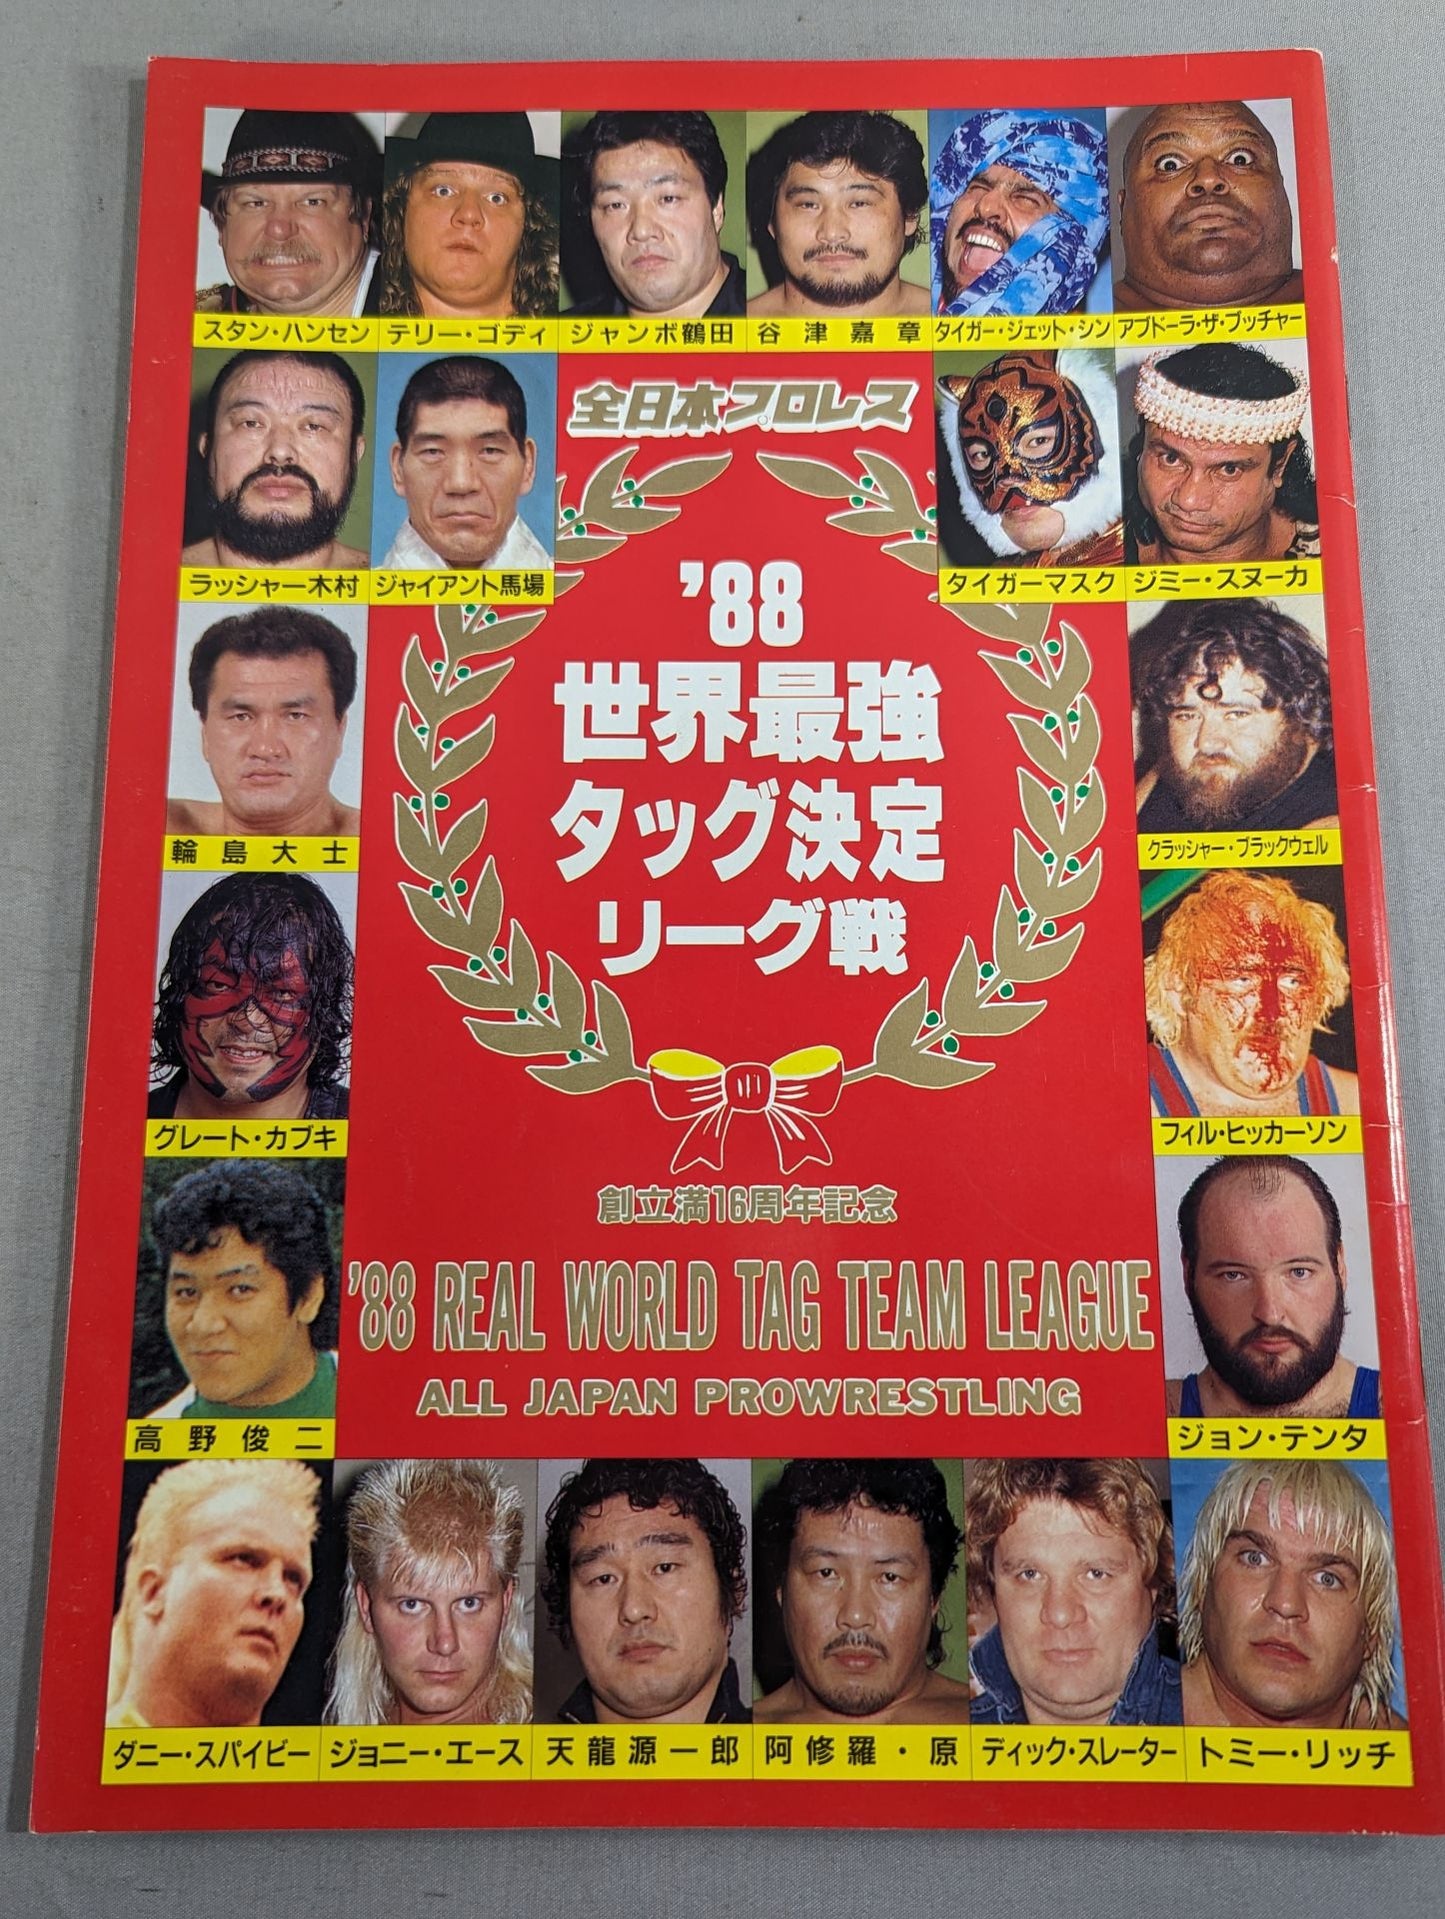 スタン・ハンセン
テリー・ゴディ
ジャンボ鶴田
谷津嘉章
タイガー・ジェット・シン
アブドーラ・ザ・ブッチャー
全日本プロレス
ラッシャー木村
ジャイアント馬場
タイガーマスク
ジミー・スヌーカ
'88
世界最強
タッグ決定
リーグ戦
輪島大士
クラッシャー・ブラックウェル
グレート・カブキ
フィル・ヒッカーソン
創立満16周年記念
'88 REAL WORLD TAG TEAM LEAGUE
ALL JAPAN PROWRESTLING
高野俊二
ジョン・テンタ
ダニー・スパイビー
ジョニー・エース
天龍源一郎
阿修羅・原
ディック・スレーター
トミー・リッチ